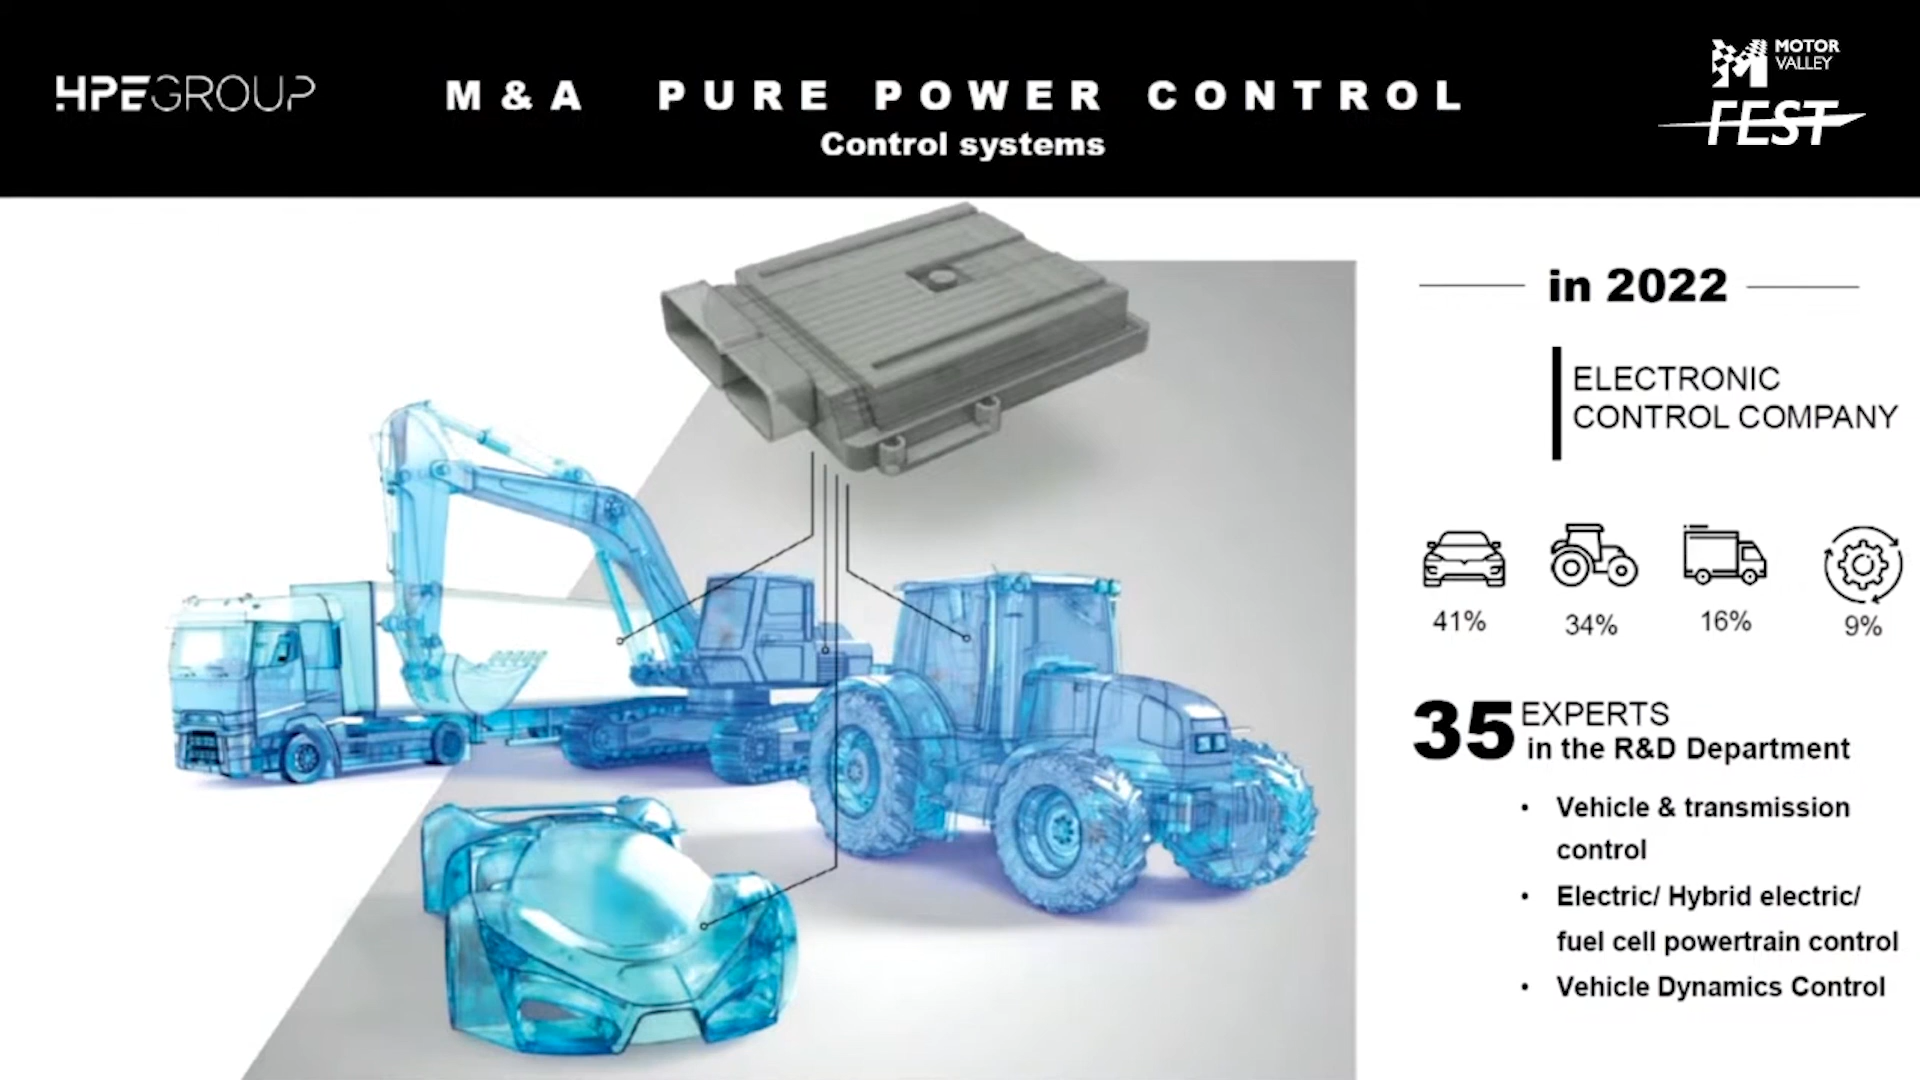 HPEGROUP
M&A PURE POWER CONTROL
Control systems
MOTOR
VALLEY
FEST
in 2022
ELECTRONIC
CONTROL COMPANY
41%
34%
16%
9%
35 EXPERTS
in the R&D Department
• Vehicle & transmission
control
• Electric/ Hybrid electric/
fuel cell powertrain control
• Vehicle Dynamics Control